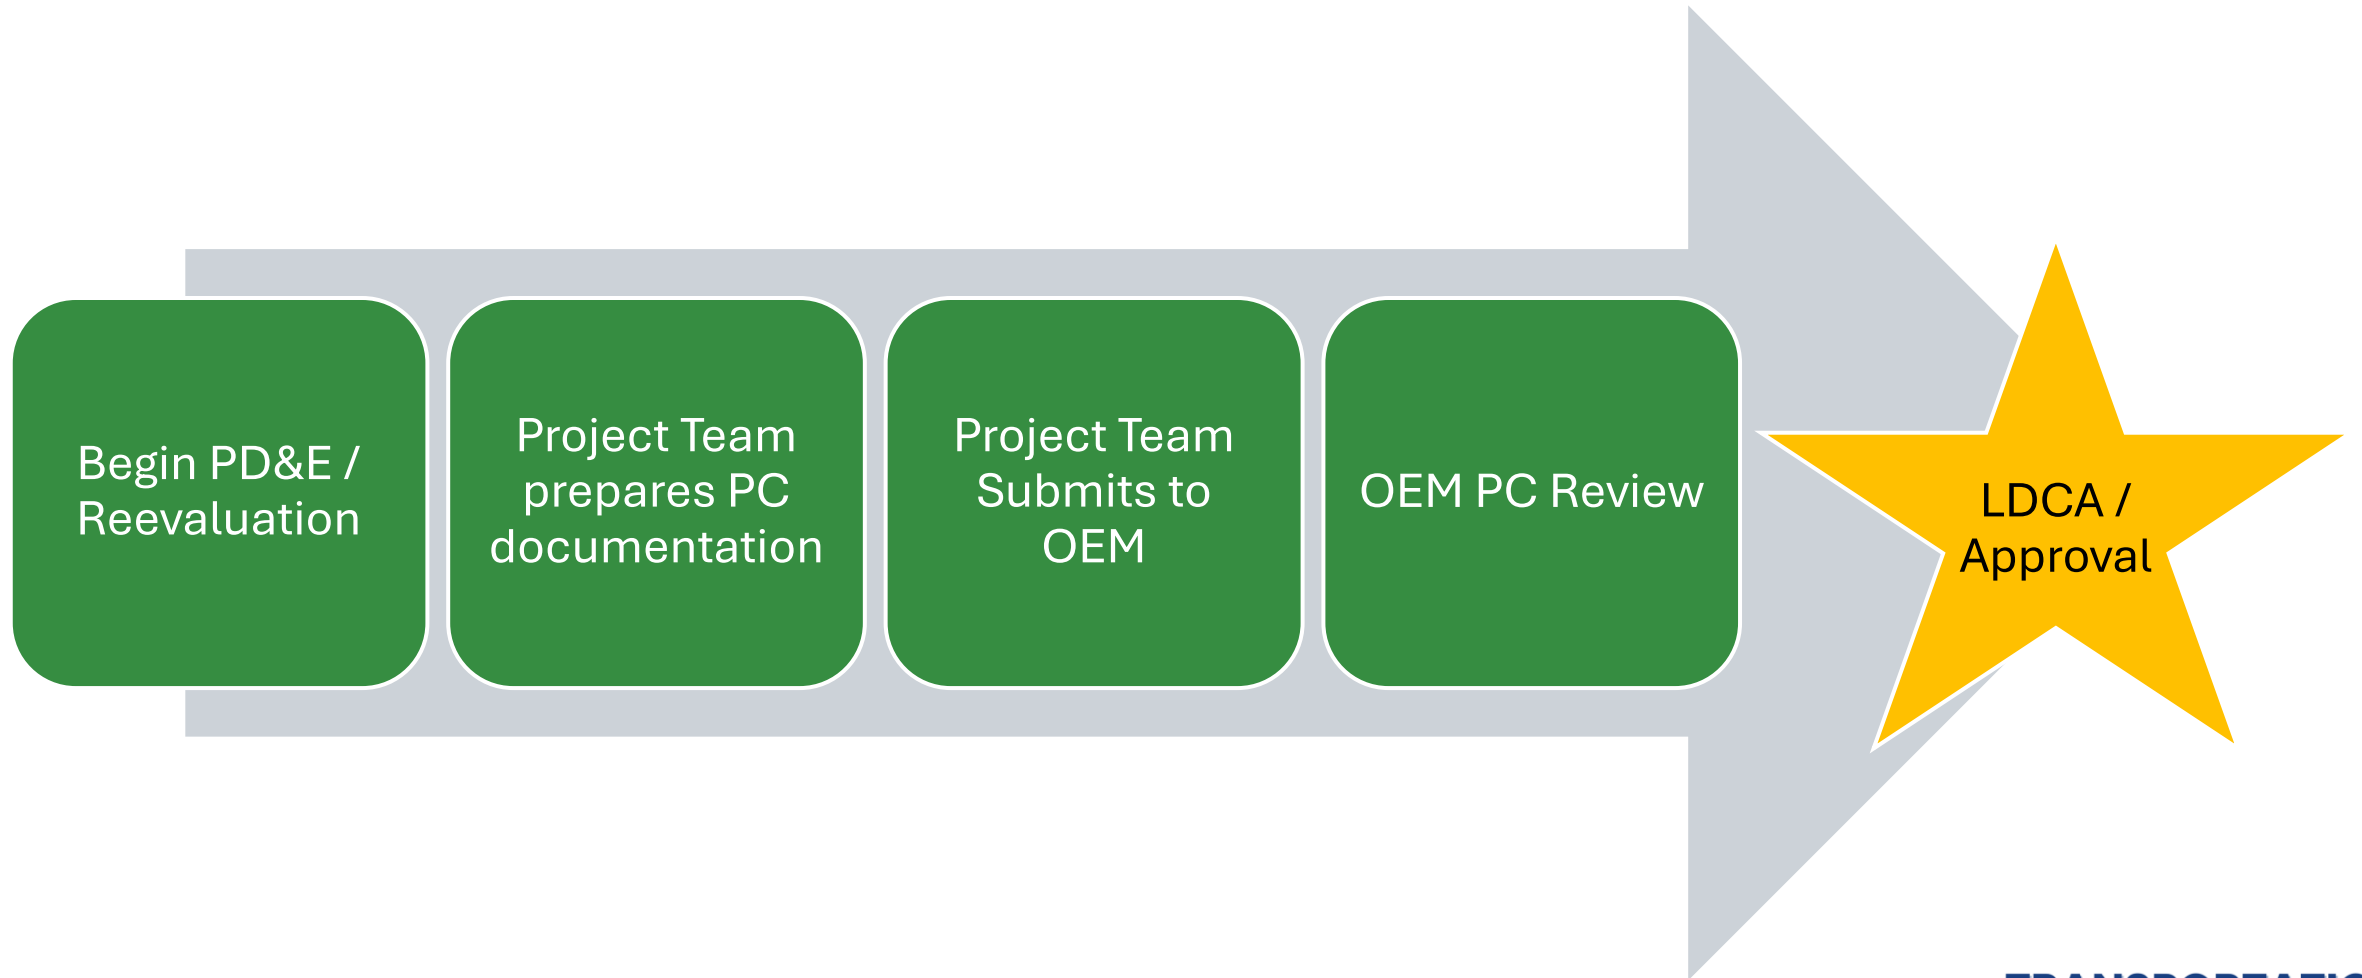 Begin PD&E /
Reevaluation
Project Team
prepares PC
documentation
Project Team
Submits to
OEM
OEM PC Review
LDCA /
Approval